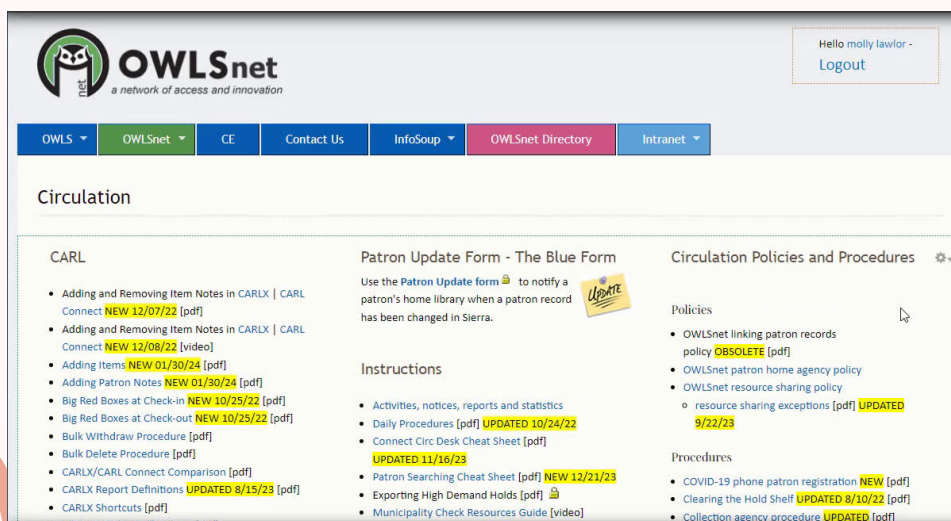 OWLSnet
net
a network of access and innovation
Hello molly lawlor -
Logout
OWLS
OWLSnet
CE
Contact Us
InfoSoup
OWLSnet Directory
Intranet
Circulation
CARL
• Adding and Removing Item Notes in CARLX | CARL
Connect NEW 12/07/22 [pdf]
• Adding and Removing Item Notes in CARLX | CARL
Connect NEW 12/08/22 [video]
• Adding Items NEW 01/30/24 [pdf]
• Adding Patron Notes NEW 01/30/24 [pdf]
• Big Red Boxes at Check-in NEW 10/25/22 [pdf]
• Big Red Boxes at Check-out NEW 10/25/22 [pdf]
• Bulk Withdraw Procedure [pdf]
• Bulk Delete Procedure [pdf]
• CARLX/CARL Connect Comparison [pdf]
• CARLX Report Definitions UPDATED 8/15/23 [pdf]
• CARLX Shortcuts [pdf]
Patron Update Form - The Blue Form
Use the Patron Update form to notify a
patron's home library when a patron record
has been changed in Sierra.
UPDATE
Instructions
• Activities, notices, reports and statistics
• Daily Procedures [pdf] UPDATED 10/24/22
• Connect Circ Desk Cheat Sheet [pdf]
UPDATED 11/16/23
• Patron Searching Cheat Sheet [pdf] NEW 12/21/23
• Exporting High Demand Holds [pdf]
• Municipality Check Resources Guide [video]
Circulation Policies and Procedures
Policies
• OWLSnet linking patron records
policy OBSOLETE [pdf]
• OWLSnet patron home agency policy
• OWLSnet resource sharing policy
o resource sharing exceptions [pdf] UPDATED
9/22/23
Procedures
• COVID-19 phone patron registration NEW [pdf]
• Clearing the Hold Shelf UPDATED 8/10/22 [pdf]
• Collection agency procedure UPDATED [pdf]